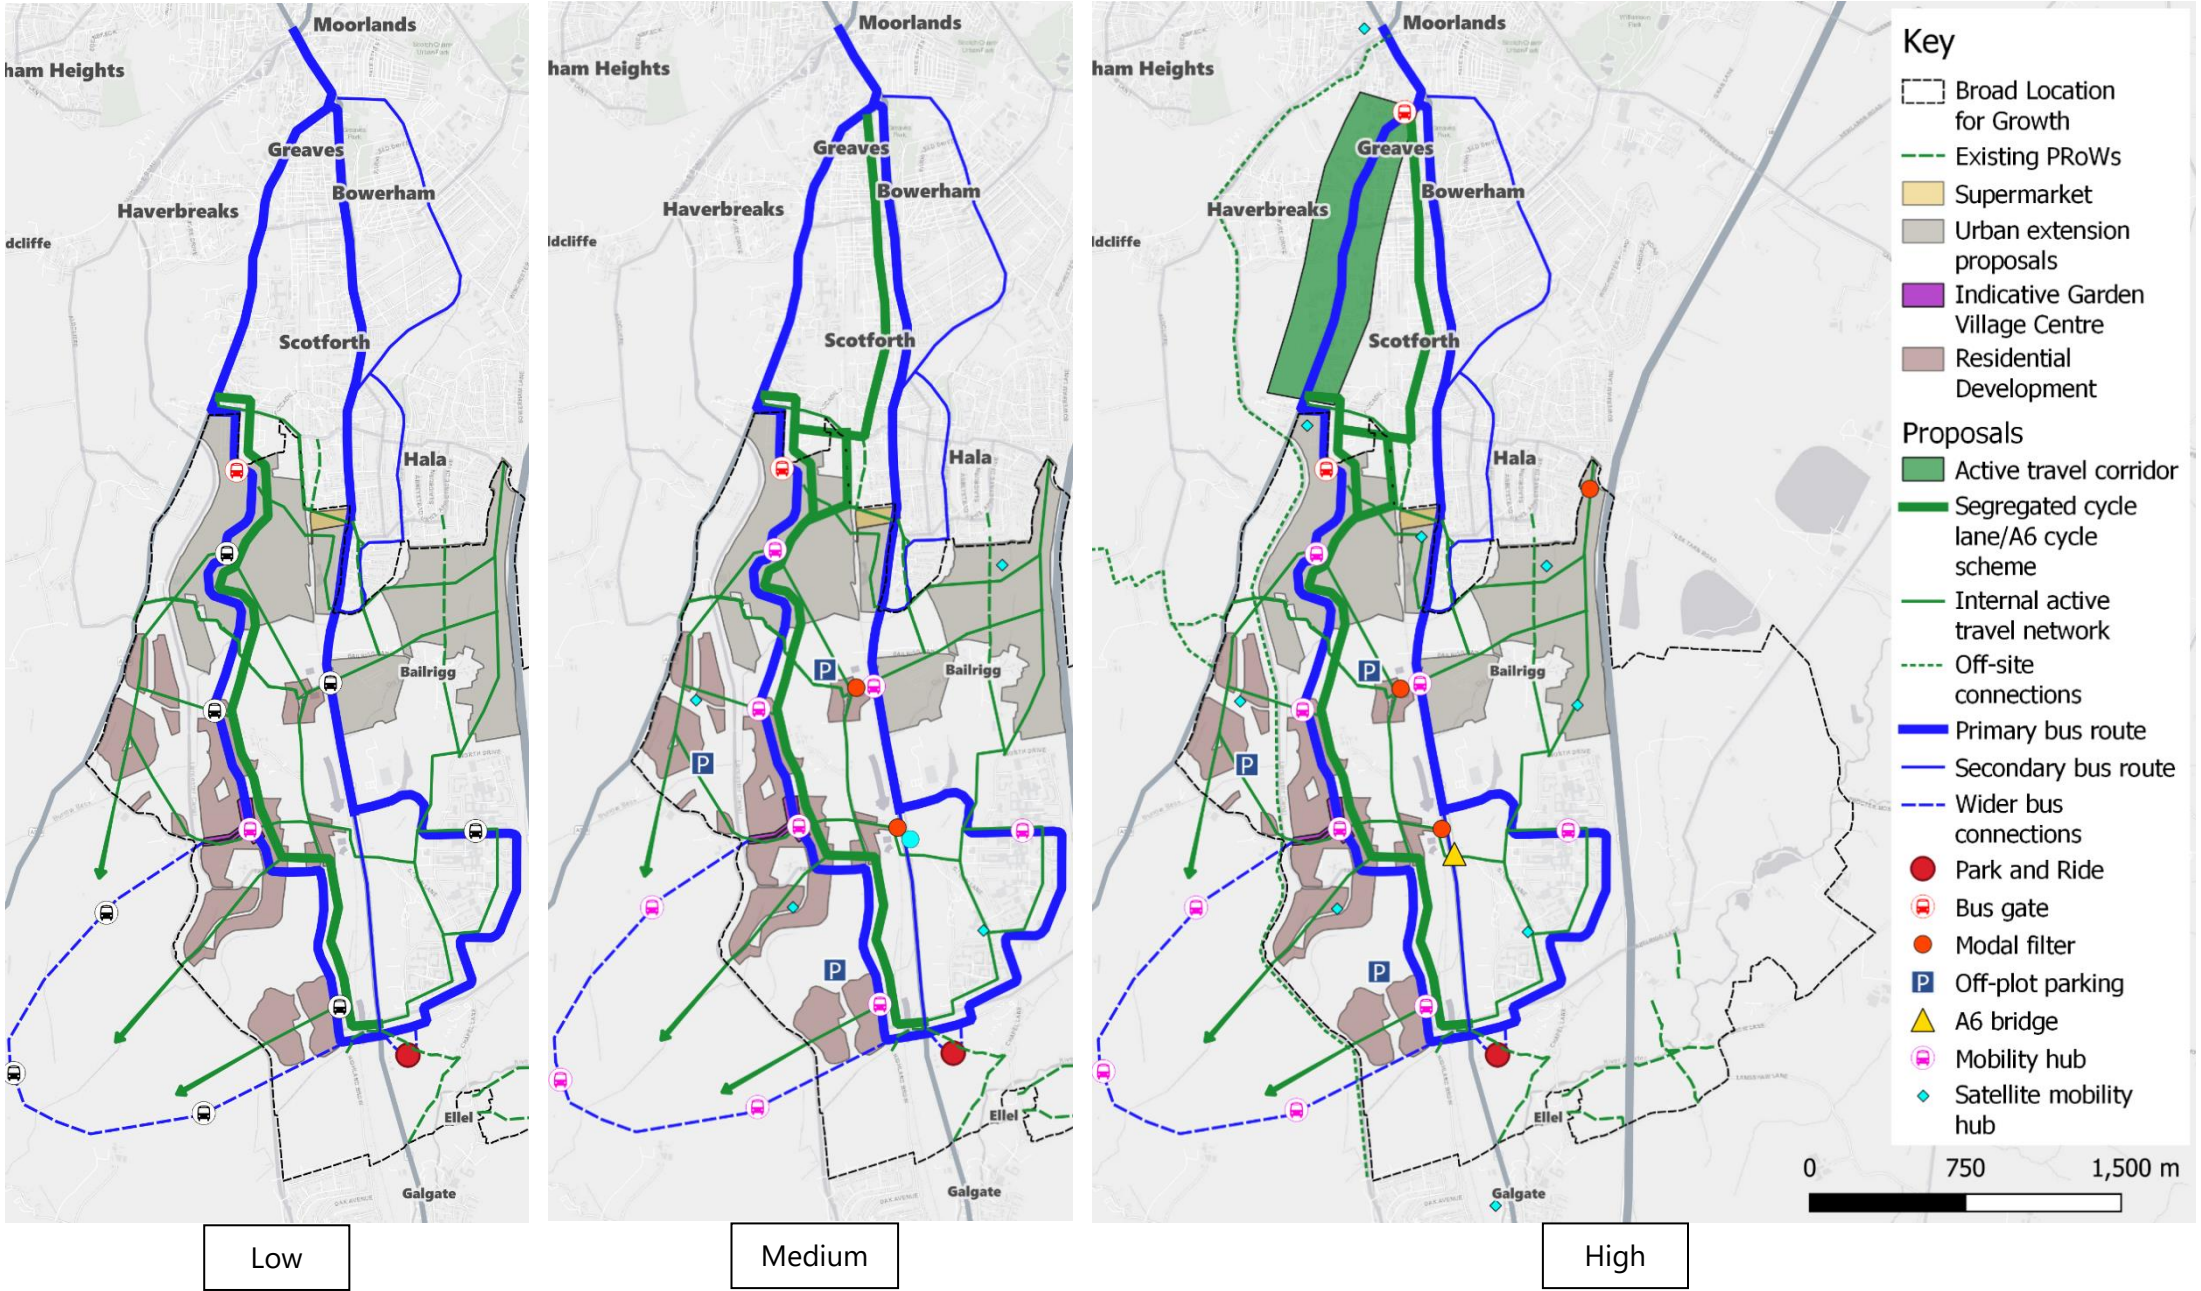 Moorlands
ham Heights
Greaves
Bowerham
Haverbreaks
dcliffe
Scotforth
Hala
Bailrigg
Ellel
Galgate
Low
Moorlands
ham Heights
Greaves
Bowerham
Haverbreaks
ldcliffe
Scotforth
Hala
P
Bailrigg
P
P
Ellel
Galgate
Medium
Moorlands
ham Heights
Greaves
Bowerham
Haverbreaks
ldcliffe
Scotforth
Hala
P
Bailrigg
P
P
Ellel
Galgate
High
Key
Broad Location
for Growth
Existing PRoWs
Supermarket
Urban extension
proposals
Indicative Garden
Village Centre
Residential
Development
Proposals
Active travel corridor
Segregated cycle
lane/A6 cycle
scheme
Internal active
travel network
Off-site
connections
Primary bus route
Secondary bus route
Wider bus
connections
Park and Ride
Bus gate
Modal filter
P Off-plot parking
A6 bridge
Mobility hub
Satellite mobility
hub
0 750 1,500 m